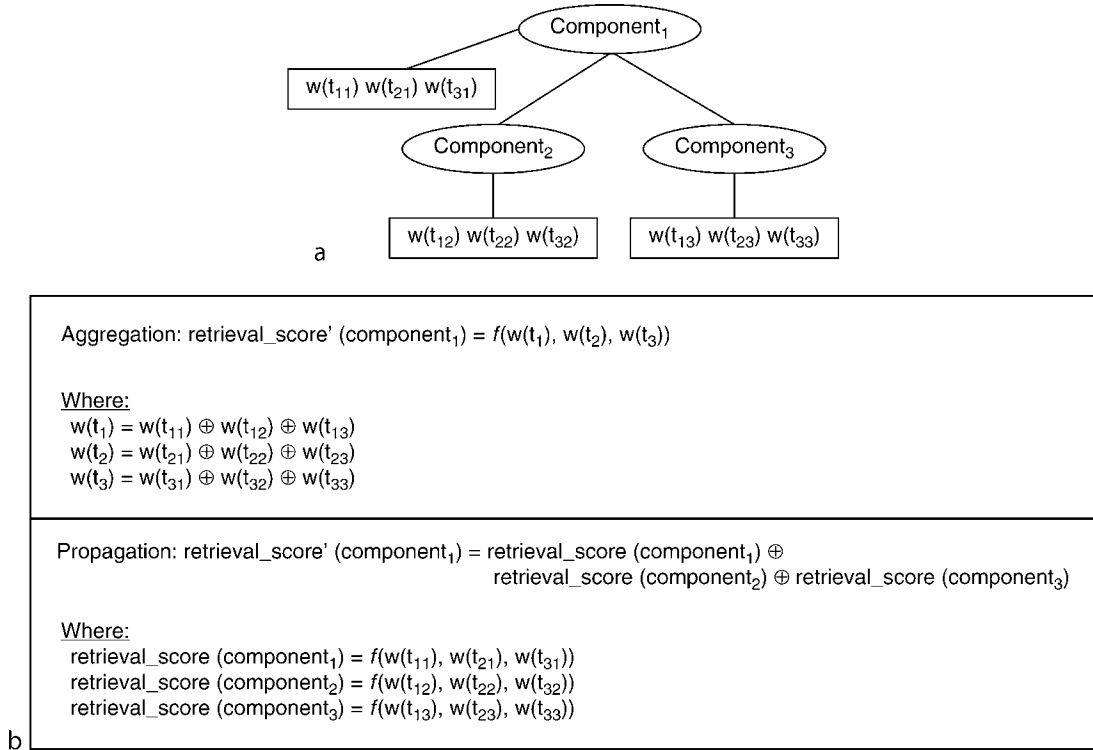 Component₁
w(t₁₁) w(t₂₁) w(t₃₁)
Component₂
Component₃
w(t₁₂) w(t₂₂) w(t₃₂)
w(t₁₃) w(t₂₃) w(t₃₃)
a
Aggregation: retrieval_score' (component₁) = f(w(t₁), w(t₂), w(t₃))
Where:
w(t₁) = w(t₁₁) ⊕ w(t₁₂) ⊕ w(t₁₃)
w(t₂) = w(t₂₁) ⊕ w(t₂₂) ⊕ w(t₂₃)
w(t₃) = w(t₃₁) ⊕ w(t₃₂) ⊕ w(t₃₃)
Propagation: retrieval_score' (component₁) = retrieval_score (component₁) ⊕
retrieval_score (component₂) ⊕ retrieval_score (component₃)
Where:
retrieval_score (component₁) = f(w(t₁₁), w(t₂₁), w(t₃₁))
retrieval_score (component₂) = f(w(t₁₂), w(t₂₂), w(t₃₂))
retrieval_score (component₃) = f(w(t₁₃), w(t₂₃), w(t₃₃))
b